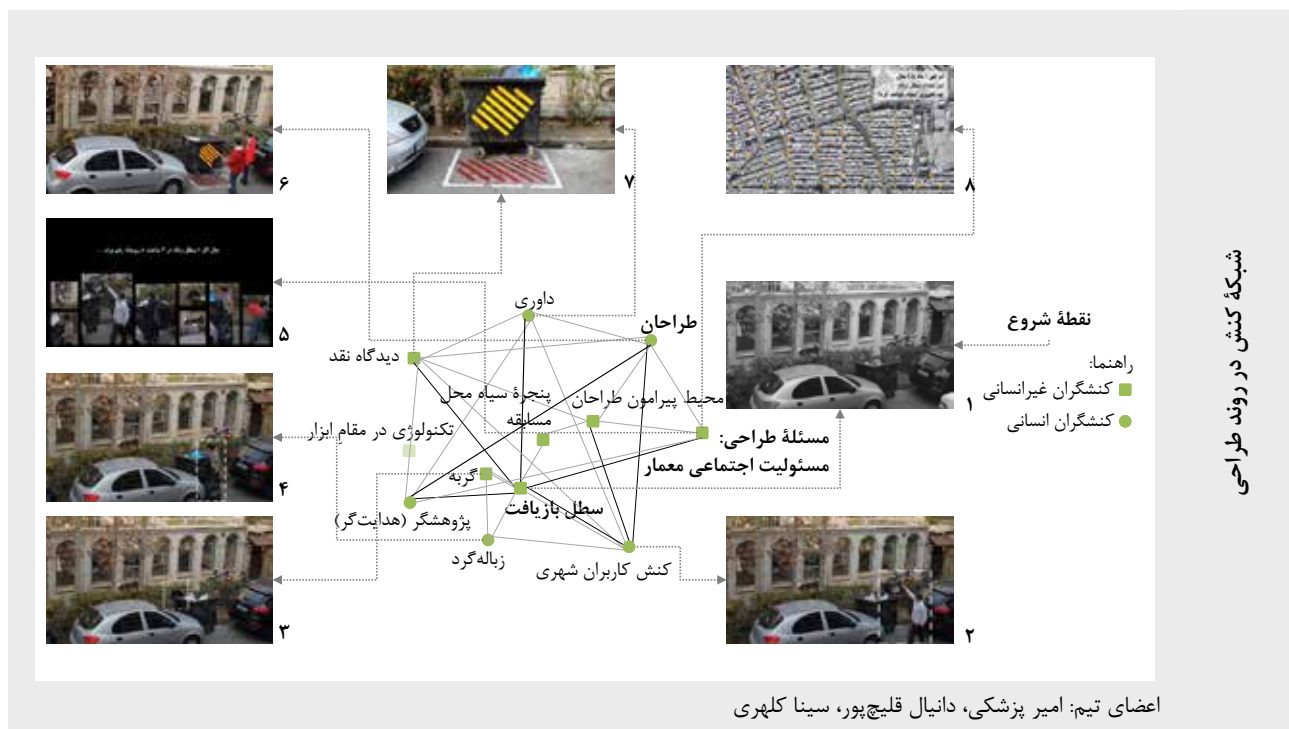 شبکهٔ کنش در روند طراحی
۶
۷
۸
۵
داوری
طراحان
نقطهٔ شروع
دیدگاه نقد
راهنما:
کنشگران غیرانسانی
کنشگران انسانی
پنجرهٔ سیاه محل
مسابقه
محیط پیرامون طراحان
۱
تکنولوژی در مقام ابزار
مسئلهٔ طراحی:
مسئولیت اجتماعی معمار
۴
گربه
سطل بازیافت
پژوهشگر (هدایت‌گر)
زباله‌گرد
کنش کاربران شهری
۳
۲
اعضای تیم: امیر پزشکی، دانیال قلیچ‌پور، سینا کلهری